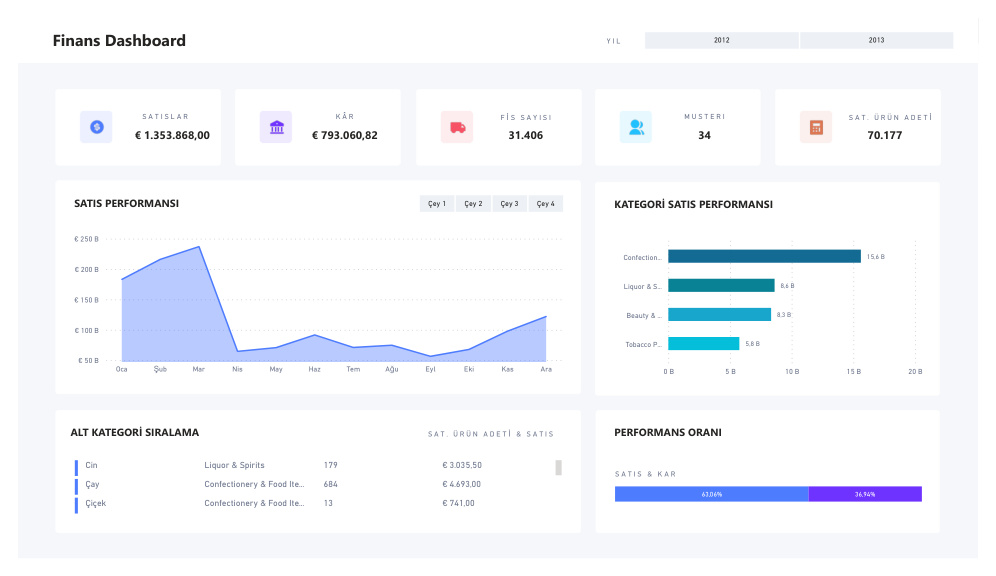 Finans Dashboard
YIL
2012
2013
SATISLAR
€ 1.353.868,00
KÂR
€ 793.060,82
FİS SAYISI
31.406
MUSTERI
34
SAT. ÜRÜN ADETİ
70.177
SATIS PERFORMANSI
Çey 1
Çey 2
Çey 3
Çey 4
€ 250 B
€ 200 B
€ 150 B
€ 100 B
€ 50 B
Oca Şub Mar Nis May Haz Tem Ağu Eyl Eki Kas Ara
KATEGORİ SATIS PERFORMANSI
Confection... 15,6 B
Liquor & S... 8,6 B
Beauty & ... 8,3 B
Tobacco P... 5,8 B
0 B 5 B 10 B 15 B 20 B
ALT KATEGORİ SIRALAMA
SAT. ÜRÜN ADETİ & SATIS
Cin Liquor & Spirits 179 € 3.035,50
Çay Confectionery & Food Ite... 684 € 4.693,00
Çiçek Confectionery & Food Ite... 13 € 741,00
PERFORMANS ORANI
SATIS & KAR
63,06% 36,94%